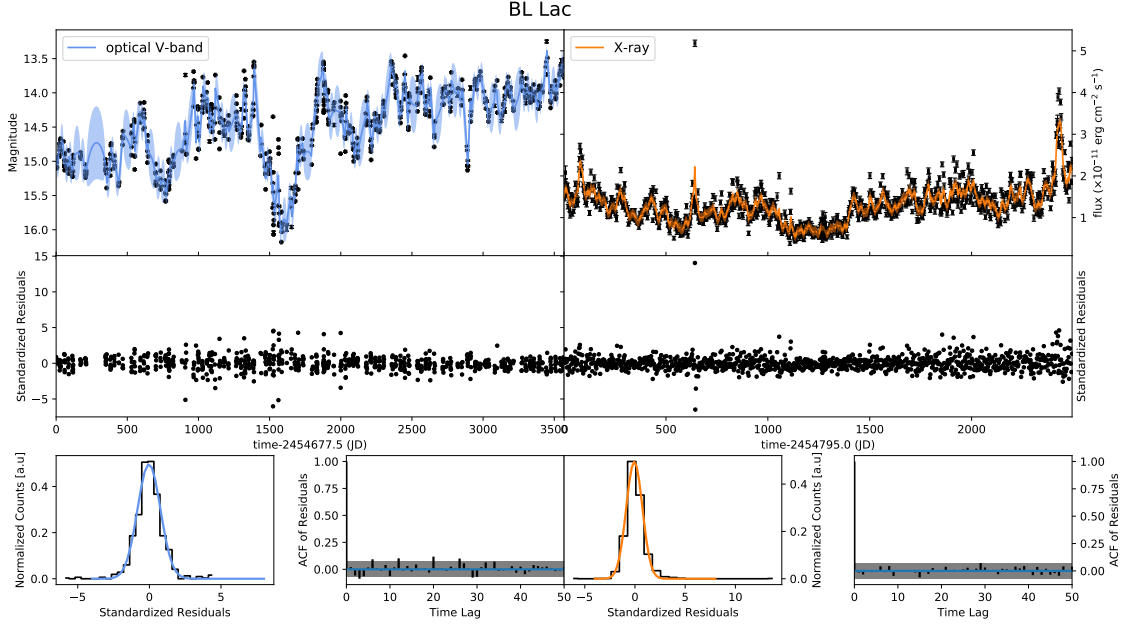 BL Lac
optical V-band
X-ray
Magnitude
13.5
14.0
14.5
15.0
15.5
16.0
flux (×10⁻¹¹ erg cm⁻² s⁻¹)
5
4
3
2
1
Standardized Residuals
15
10
5
0
−5
Standardized Residuals
0 500 1000 1500 2000 2500 3000 3500
0 500 1000 1500 2000
time-2454677.5 (JD)
time-2454795.0 (JD)
Normalized Counts [a.u]
0.4
0.2
0.0
−5 0 5
Standardized Residuals
ACF of Residuals
1.00
0.75
0.50
0.25
0.00
0 10 20 30 40 50
Time Lag
Normalized Counts [a.u]
0.4
0.2
0.0
−5 0 5 10
Standardized Residuals
ACF of Residuals
1.00
0.75
0.50
0.25
0.00
0 10 20 30 40 50
Time Lag